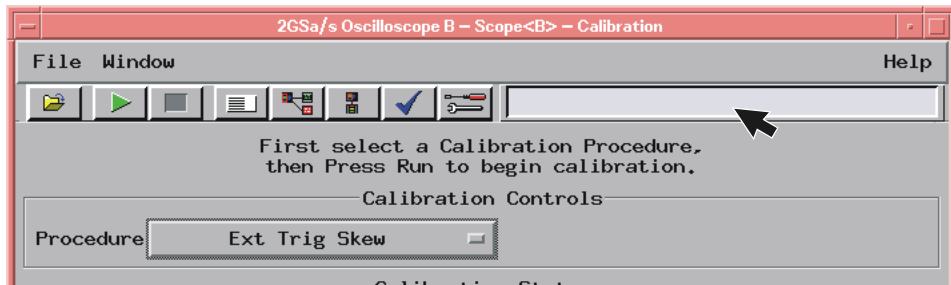 2GSa/s Oscilloscope B – Scope<B> – Calibration
File Window Help
First select a Calibration Procedure,
then Press Run to begin calibration.
Calibration Controls
Procedure Ext Trig Skew